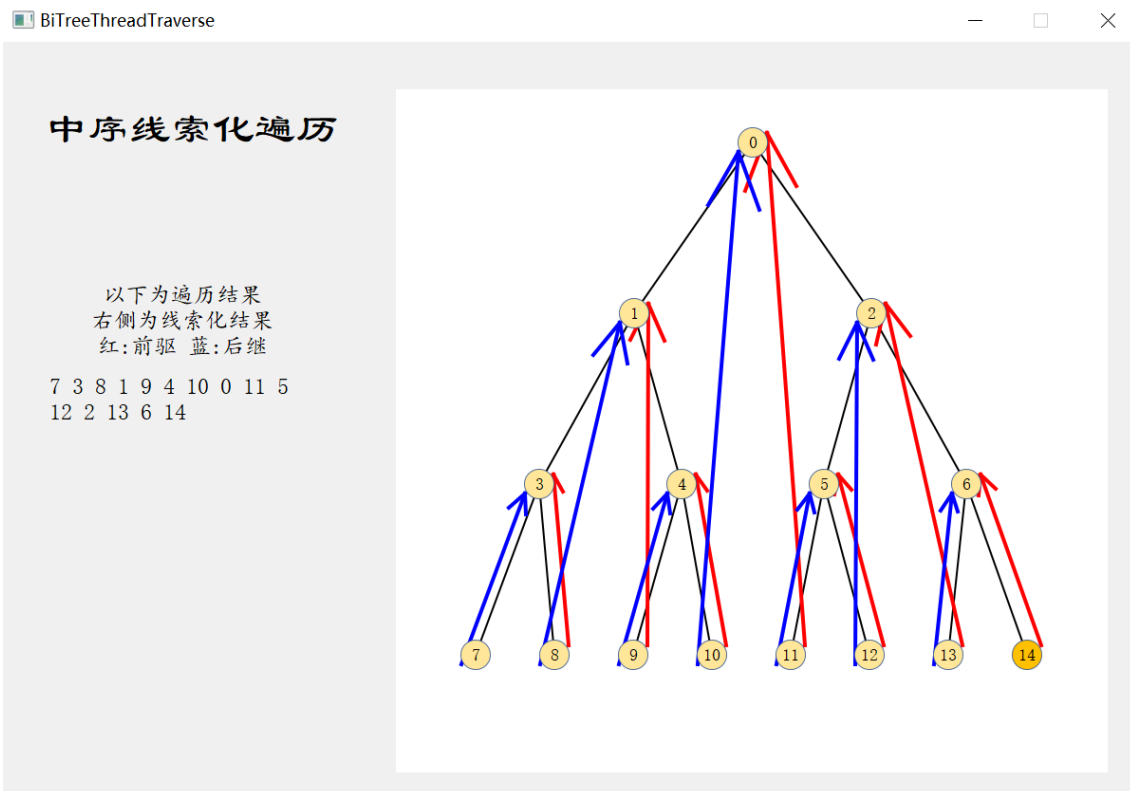 BiTreeThreadTraverse
中序线索化遍历
以下为遍历结果
右侧为线索化结果
红:前驱 蓝:后继
7 3 8 1 9 4 10 0 11 5
12 2 13 6 14
0
1 2
3 4 5 6
7 8 9 10 11 12 13 14